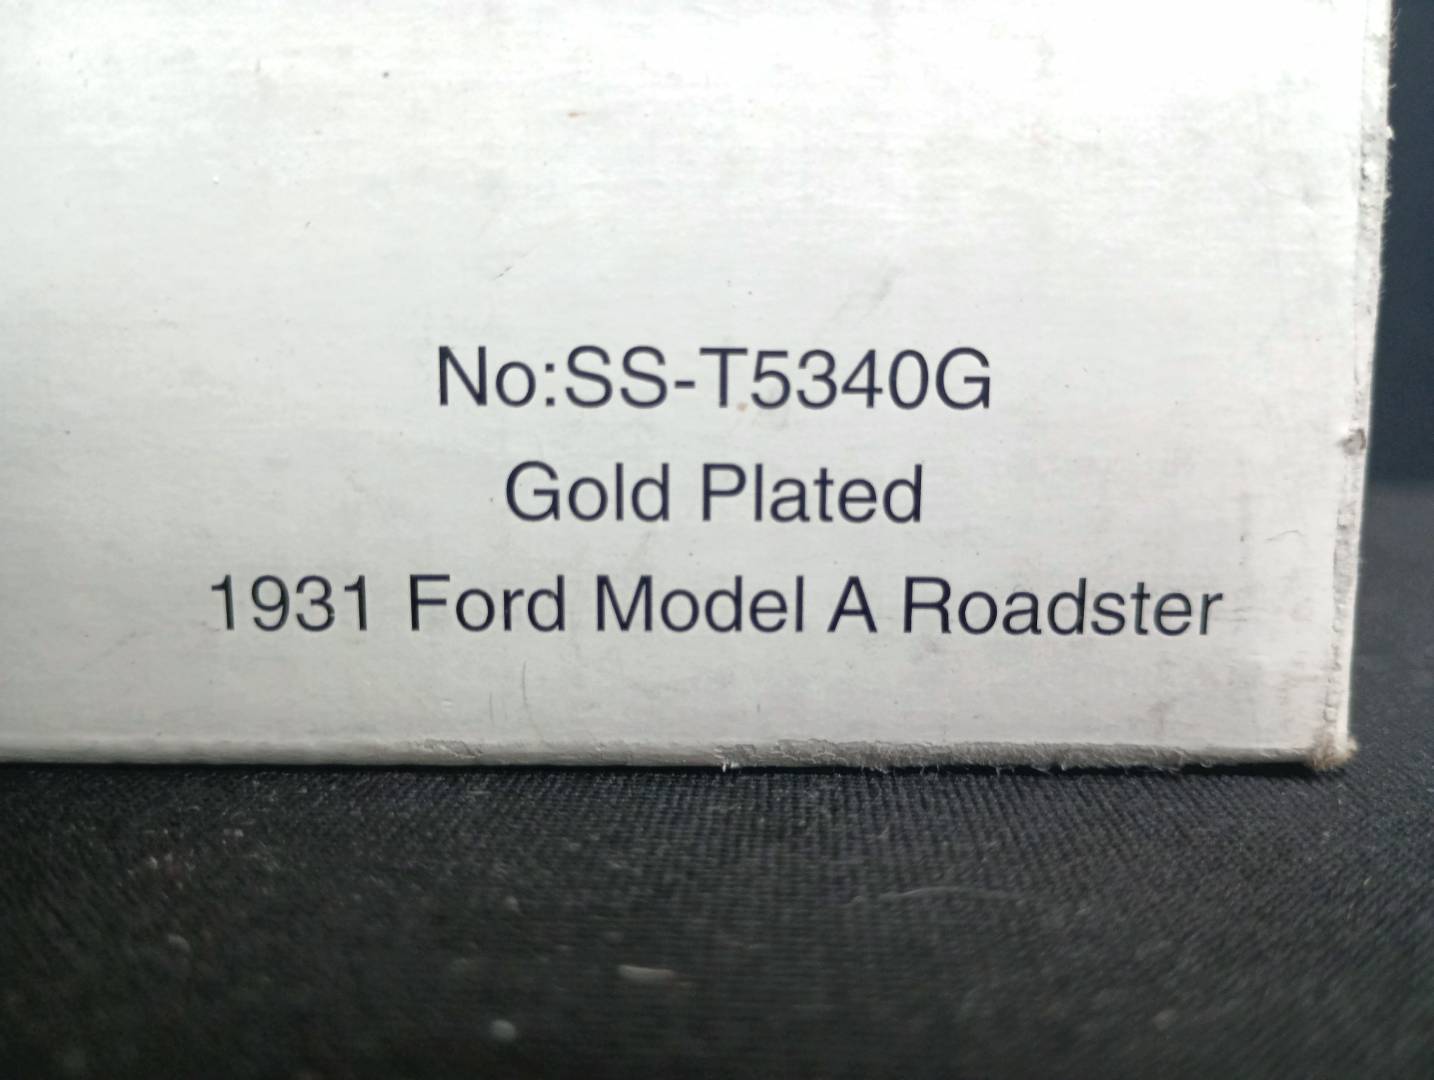 No:SS-T5340G
Gold Plated
1931 Ford Model A Roadster